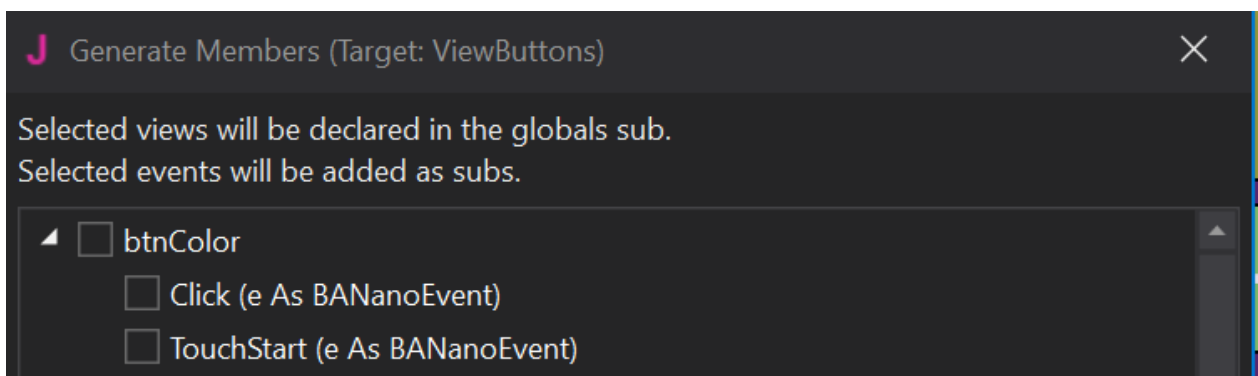 J Generate Members (Target: ViewButtons)
Selected views will be declared in the globals sub.
Selected events will be added as subs.
btnColor
Click (e As BANanoEvent)
TouchStart (e As BANanoEvent)